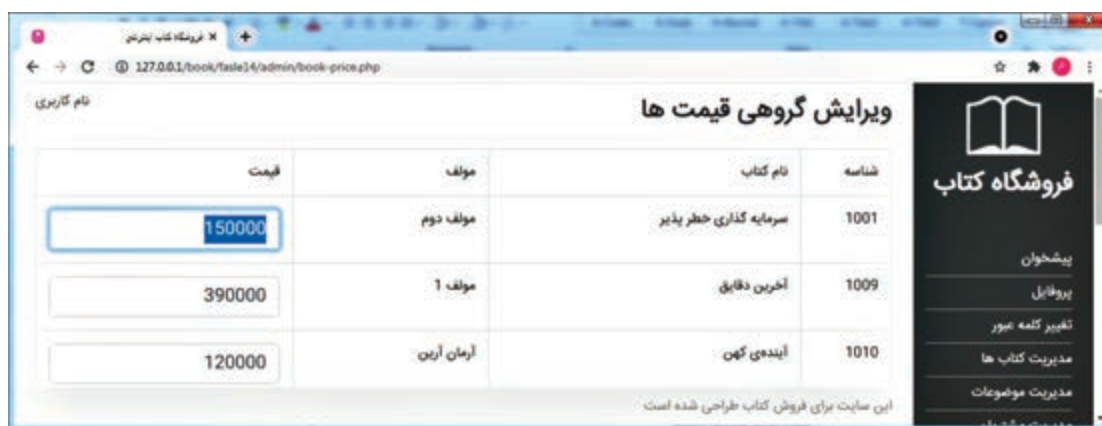 فروشگاه کتاب اینترنتی
127.0.0.1/book/fasle14/admin/book-price.php
نام کاربری
ویرایش گروهی قیمت ها
شناسه نام کتاب مولف قیمت
1001 سرمایه گذاری خطر پذیر مولف دوم 150000
1009 آخرین دقایق مولف 1 390000
1010 آینده‌ی کهن آرمان آرین 120000
این سایت برای فروش کتاب طراحی شده است
فروشگاه کتاب
پیشخوان
پروفایل
تغییر کلمه عبور
مدیریت کتاب ها
مدیریت موضوعات